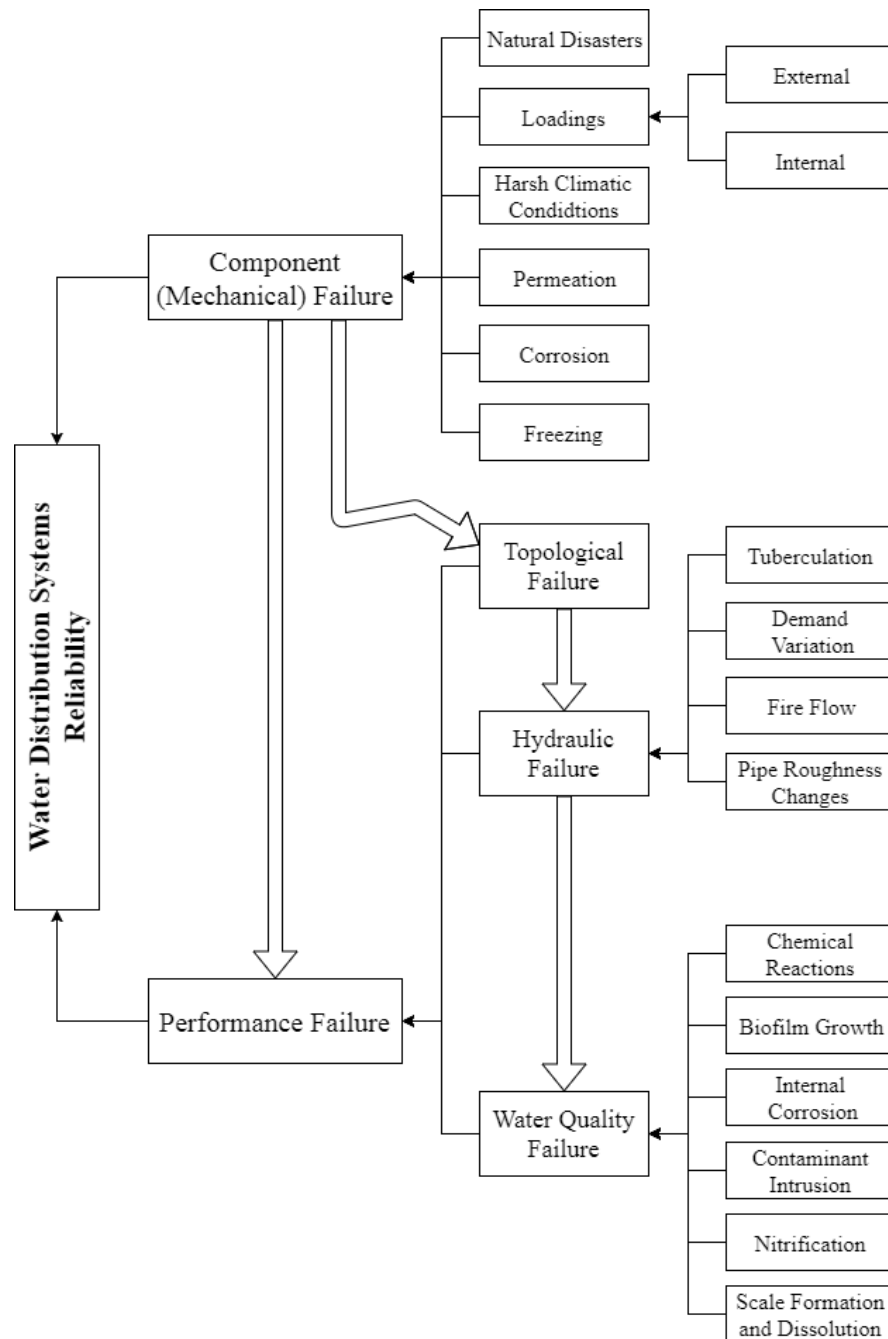 Natural Disasters
External
Loadings
Internal
Harsh Climatic
Condidtions
Component
(Mechanical) Failure
Permeation
Corrosion
Freezing
Water Distribution Systems
Reliability
Topological
Failure
Tuberculation
Demand
Variation
Hydraulic
Failure
Fire Flow
Pipe Roughness
Changes
Performance Failure
Chemical
Reactions
Biofilm Growth
Water Quality
Failure
Internal
Corrosion
Contaminant
Intrusion
Nitrification
Scale Formation
and Dissolution